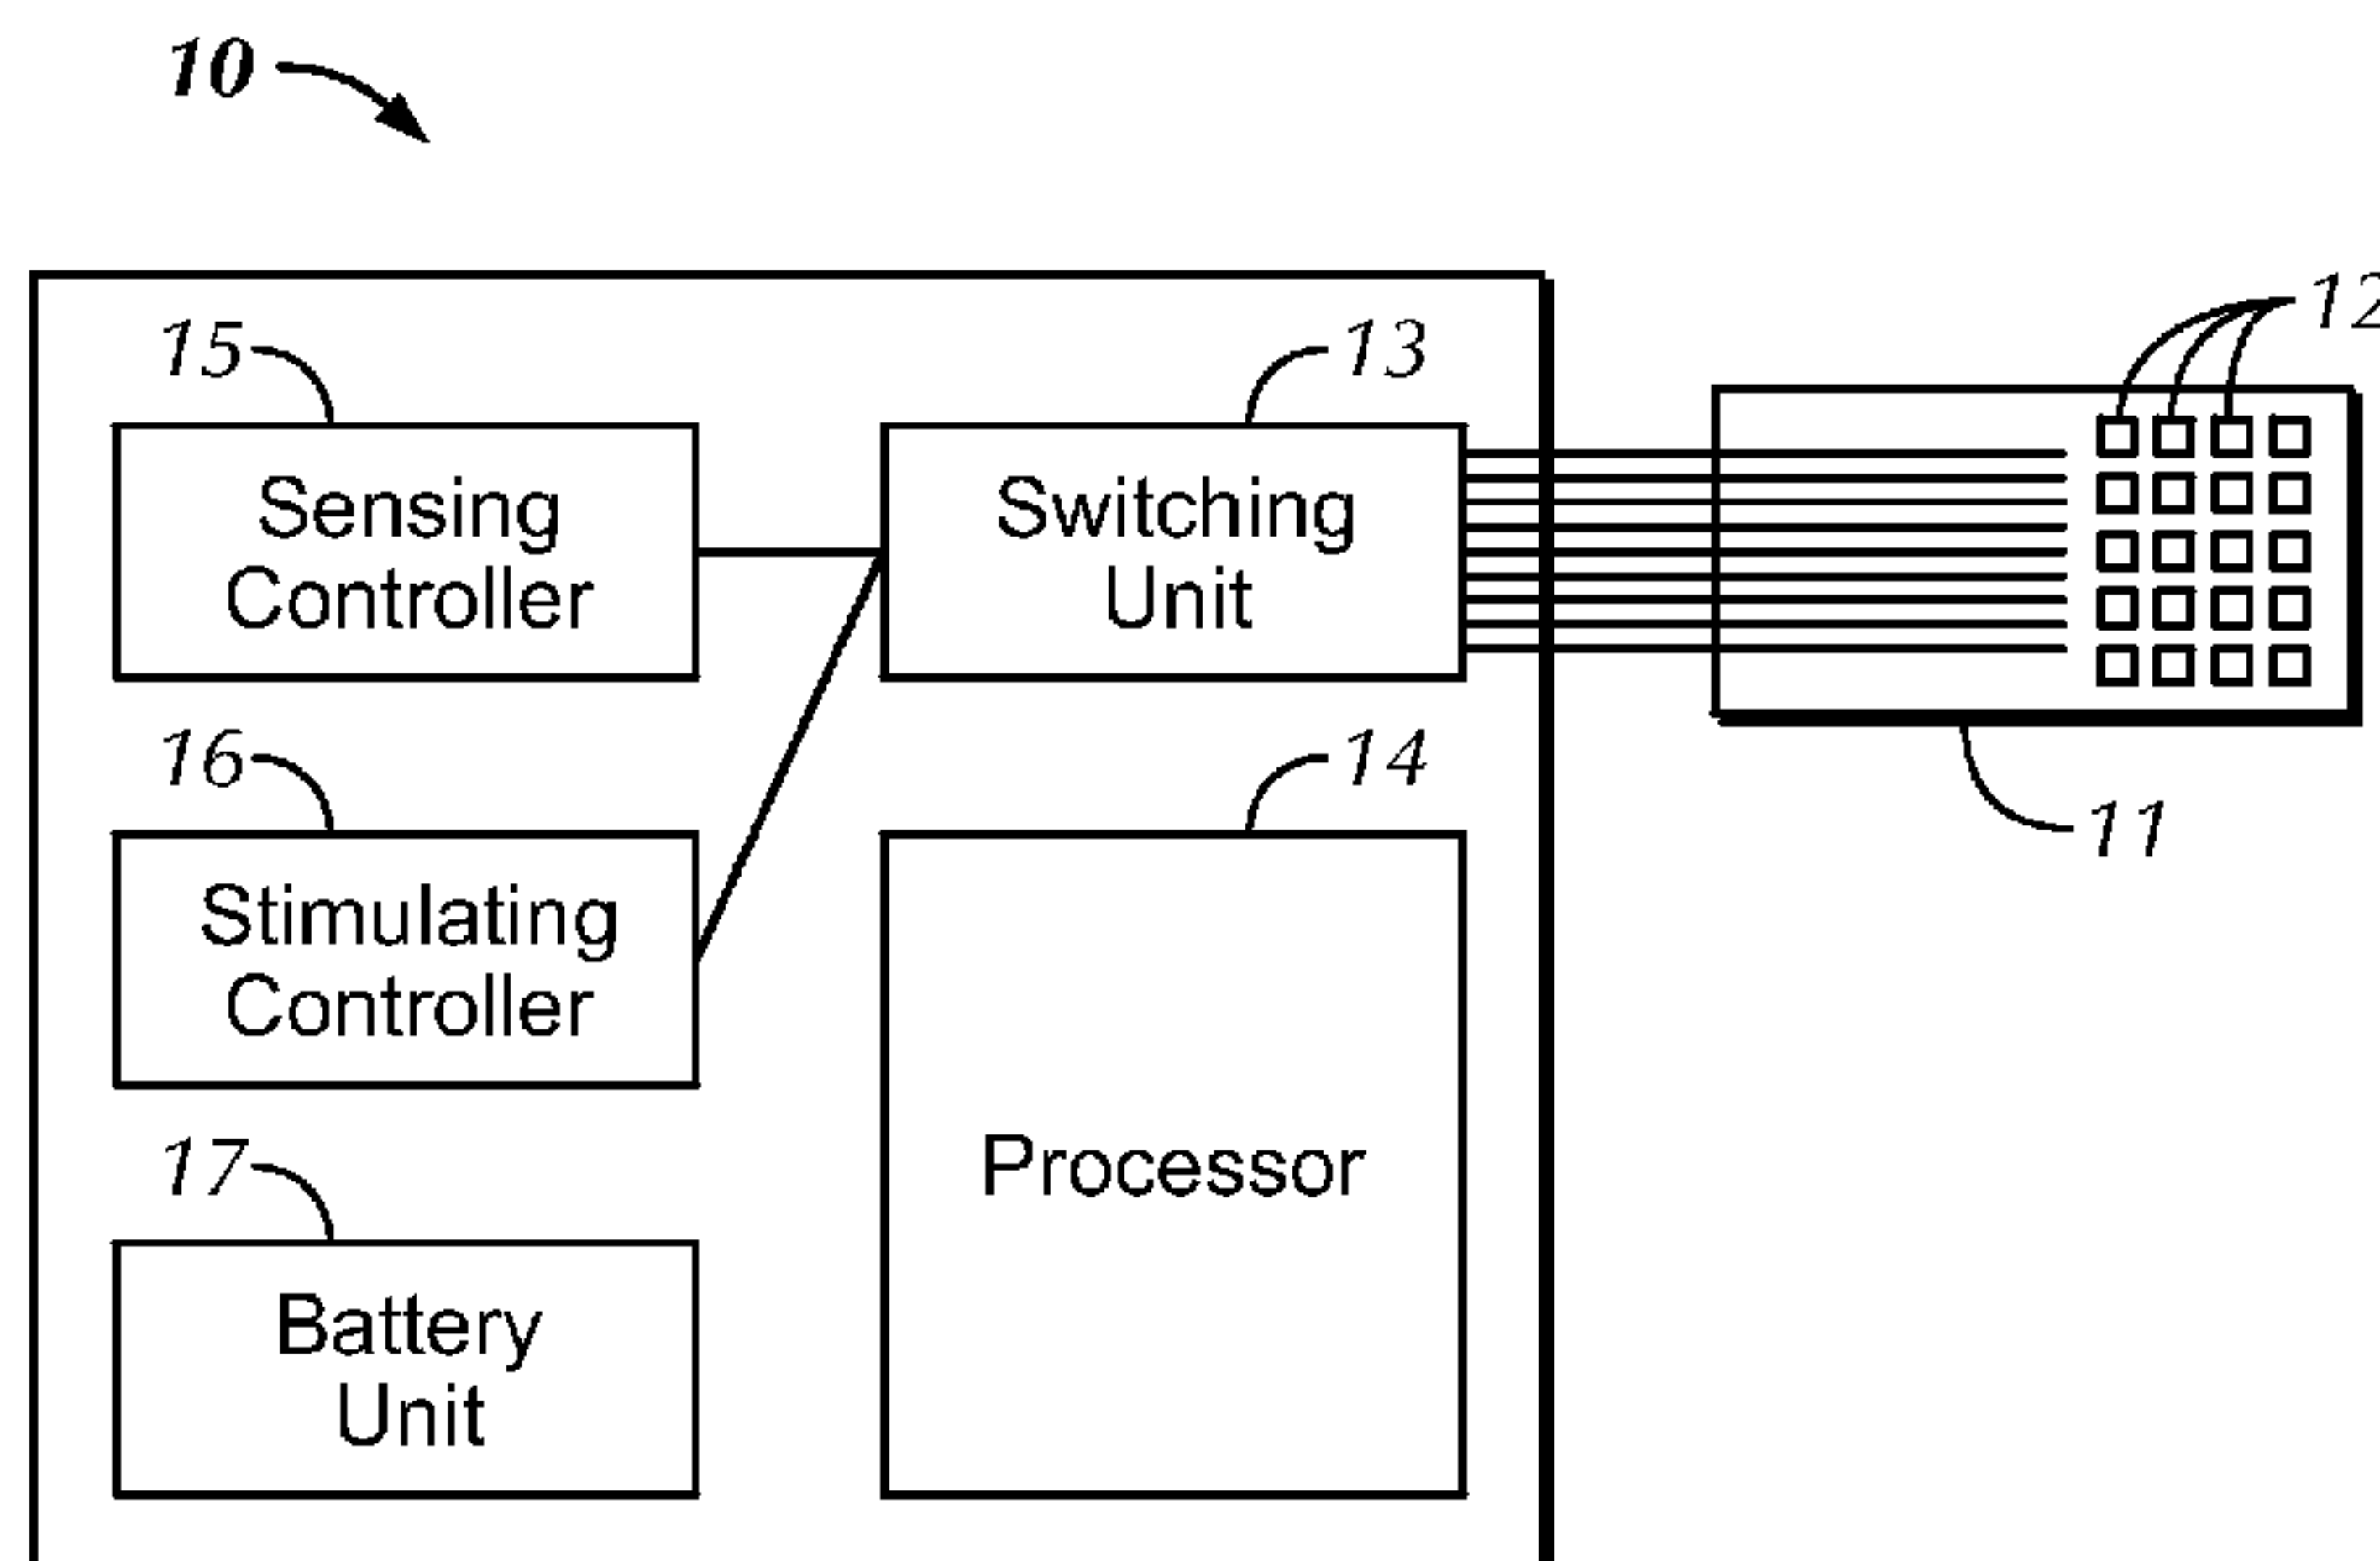 10
12
15
13
Sensing
Controller
Switching
Unit
16
14
11
Stimulating
Controller
Processor
17
Battery
Unit